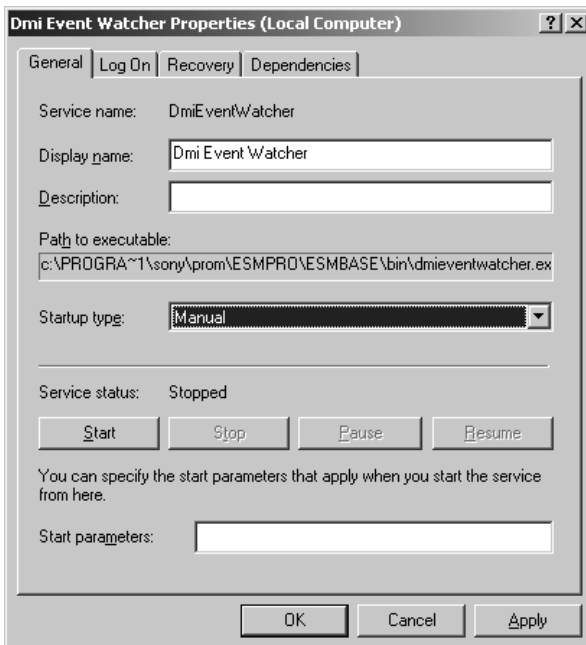 Dmi Event Watcher Properties (Local Computer)
General Log On Recovery Dependencies
Service name: DmiEventWatcher
Display name: Dmi Event Watcher
Description:
Path to executable:
c:\PROGRA~1\sony\prom\ESMPRO\ESMBASE\bin\dmieventwatcher.ex
Startup type: Manual
Service status: Stopped
Start Stop Pause Resume
You can specify the start parameters that apply when you start the service
from here.
Start parameters:
OK Cancel Apply